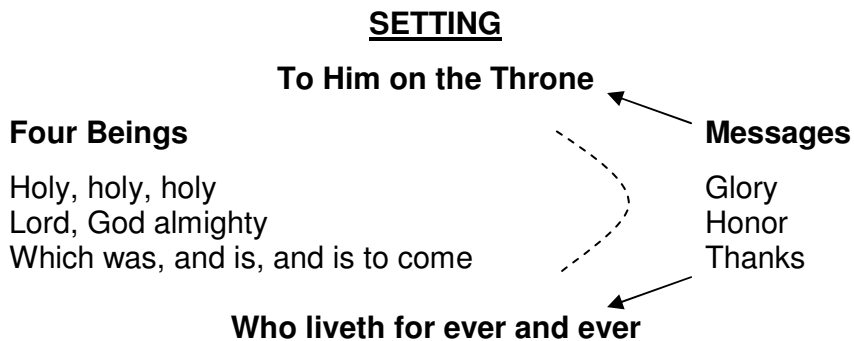 SETTING
To Him on the Throne
Four Beings
Messages
Holy, holy, holy
Glory
Lord, God almighty
Honor
Which was, and is, and is to come
Thanks
Who liveth for ever and ever